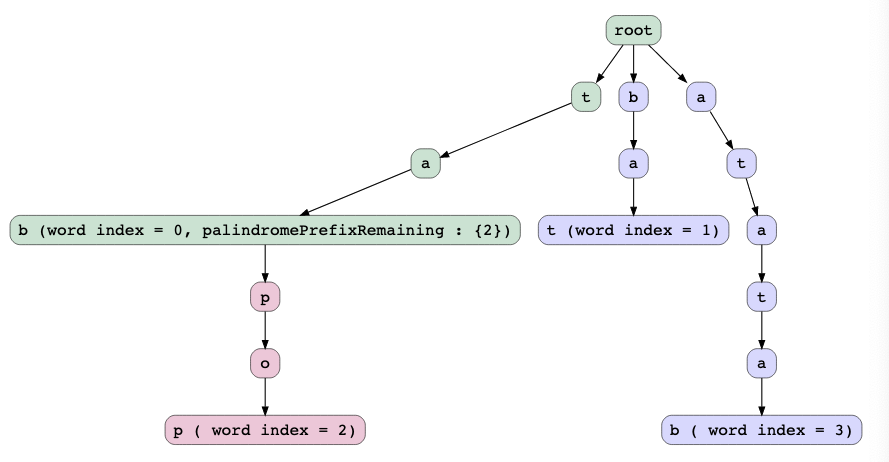 root
t
b
a
a
a
t
b (word index = 0, palindromePrefixRemaining : {2})
t (word index = 1)
a
p
t
o
a
p ( word index = 2)
b ( word index = 3)